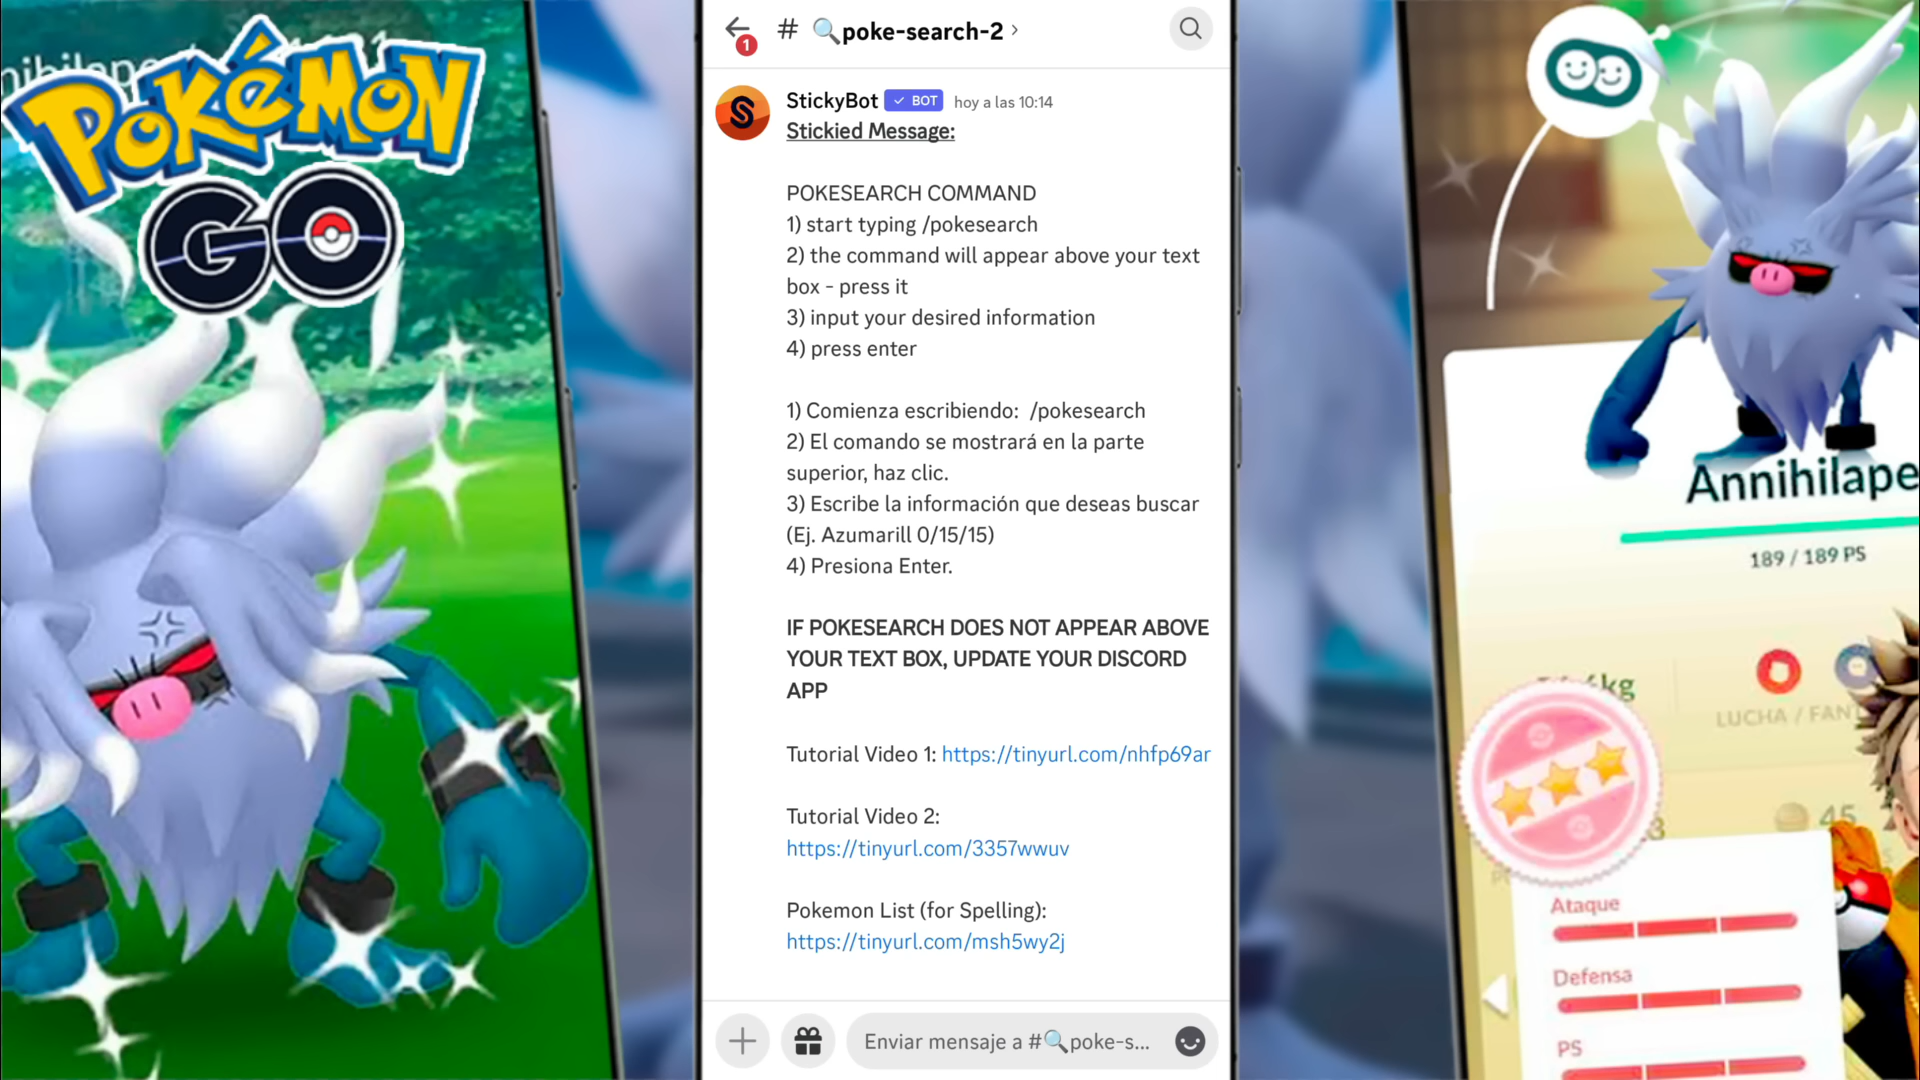 POKÉMON
GO
1
# 🔍poke-search-2 ›
StickyBot ✓ BOT hoy a las 10:14
Stickied Message:
POKESEARCH COMMAND
1) start typing /pokesearch
2) the command will appear above your text
box - press it
3) input your desired information
4) press enter
1) Comienza escribiendo:  /pokesearch
2) El comando se mostrará en la parte
superior, haz clic.
3) Escribe la información que deseas buscar
(Ej. Azumarill 0/15/15)
4) Presiona Enter.
IF POKESEARCH DOES NOT APPEAR ABOVE
YOUR TEXT BOX, UPDATE YOUR DISCORD
APP
Tutorial Video 1: https://tinyurl.com/nhfp69ar
Tutorial Video 2:
https://tinyurl.com/3357wwuv
Pokemon List (for Spelling):
https://tinyurl.com/msh5wy2j
Enviar mensaje a #🔍poke-s...
Annihilape
189 / 189 PS
kg
LUCHA / FANT
45
Ataque
Defensa
PS